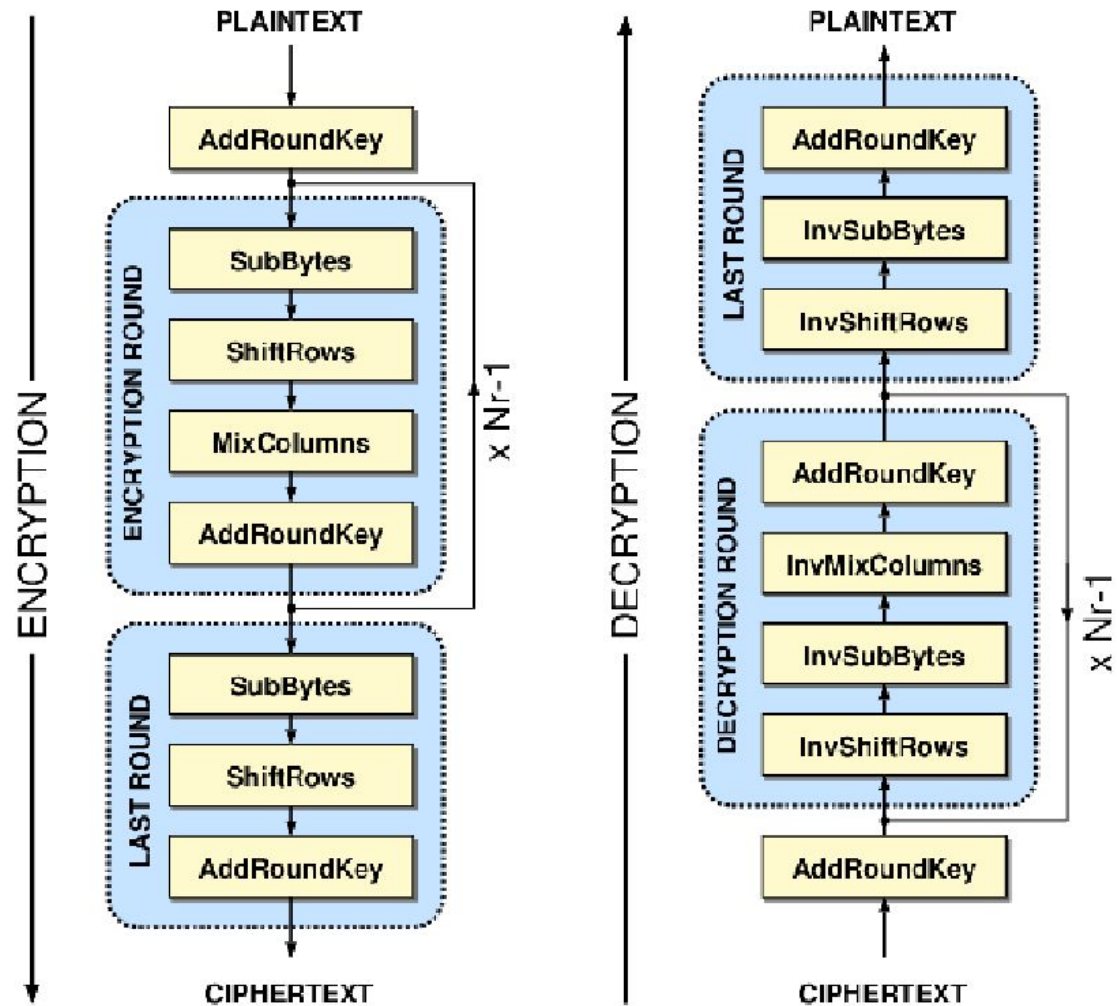 PLAINTEXT
AddRoundKey
SubBytes
ShiftRows
MixColumns
AddRoundKey
ENCRYPTION ROUND
x Nr-1
SubBytes
ShiftRows
AddRoundKey
LAST ROUND
CIPHERTEXT
ENCRYPTION
PLAINTEXT
AddRoundKey
InvSubBytes
InvShiftRows
LAST ROUND
AddRoundKey
InvMixColumns
InvSubBytes
InvShiftRows
DECRYPTION ROUND
x Nr-1
AddRoundKey
CIPHERTEXT
DECRYPTION